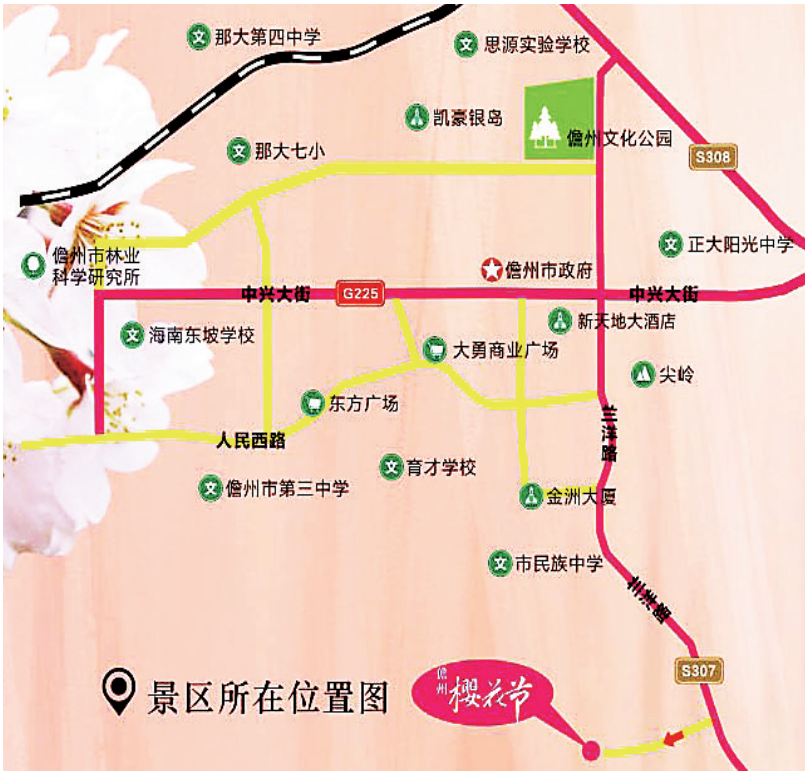 那大第四中学
思源实验学校
凯豪银岛
儋州文化公园
那大七小
S308
正大阳光中学
儋州市林业
科学研究所
儋州市政府
中兴大街
G225
中兴大街
新天地大酒店
海南东坡学校
大勇商业广场
尖岭
东方广场
兰洋路
人民西路
育才学校
儋州市第三中学
金洲大厦
市民族中学
兰洋路
S307
儋州
樱花节
景区所在位置图